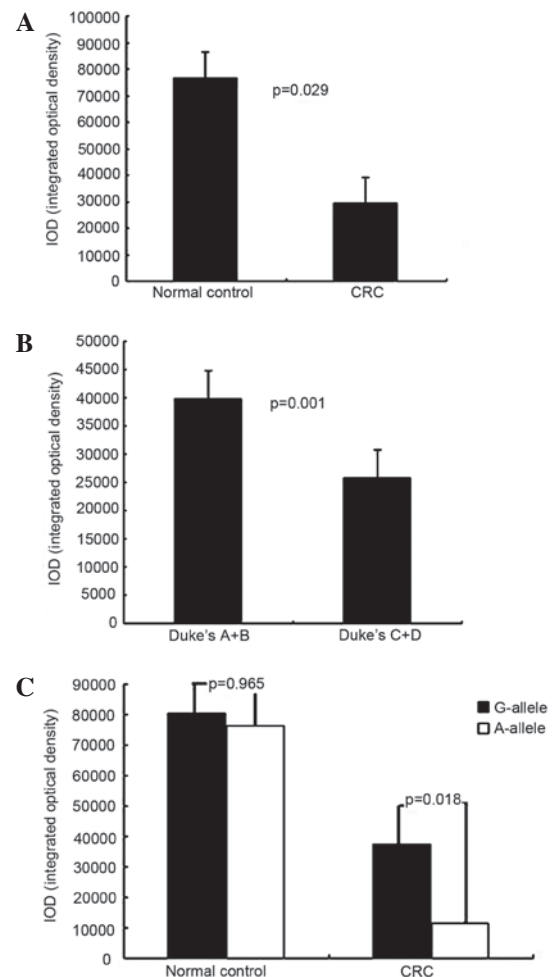 A
IOD (integrated optical density)
100000
90000
80000
70000
60000
50000
40000
30000
20000
10000
0
p=0.029
Normal control
CRC
B
IOD (integrated optical density)
50000
45000
40000
35000
30000
25000
20000
15000
10000
5000
0
p=0.001
Duke's A+B
Duke's C+D
C
IOD (integrated optical density)
90000
80000
70000
60000
50000
40000
30000
20000
10000
0
p=0.965
G-allele
A-allele
p=0.018
Normal control
CRC